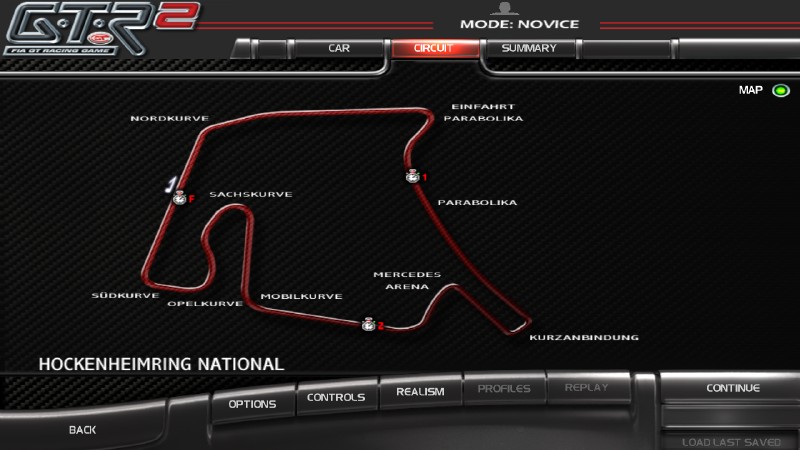 GTR2
FIA GT RACING GAME
MODE: NOVICE
CAR
CIRCUIT
SUMMARY
MAP
EINFAHRT
PARABOLIKA
NORDKURVE
1
F
SACHSKURVE
PARABOLIKA
MERCEDES
ARENA
SÜDKURVE
OPELKURVE
MOBILKURVE
2
KURZANBINDUNG
HOCKENHEIMRING NATIONAL
BACK
OPTIONS
CONTROLS
REALISM
PROFILES
REPLAY
CONTINUE
LOAD LAST SAVED